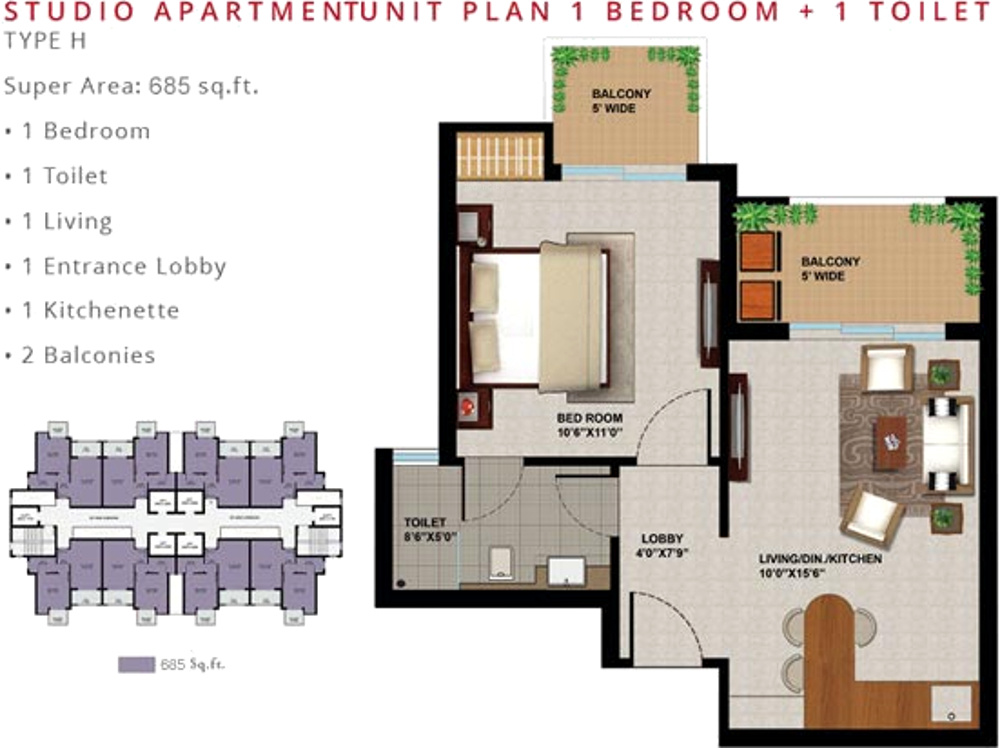 STUDIO APARTMENTUNIT PLAN 1 BEDROOM + 1 TOILET
TYPE H
Super Area: 685 sq.ft.
• 1 Bedroom
• 1 Toilet
• 1 Living
• 1 Entrance Lobby
• 1 Kitchenette
• 2 Balconies
BALCONY
5' WIDE
BALCONY
5' WIDE
BED ROOM
10'6"X11'0"
TOILET
8'6"X5'0"
LOBBY
4'0"X7'9"
LIVING/DIN./KITCHEN
10'0"X15'6"
685 Sq.ft.